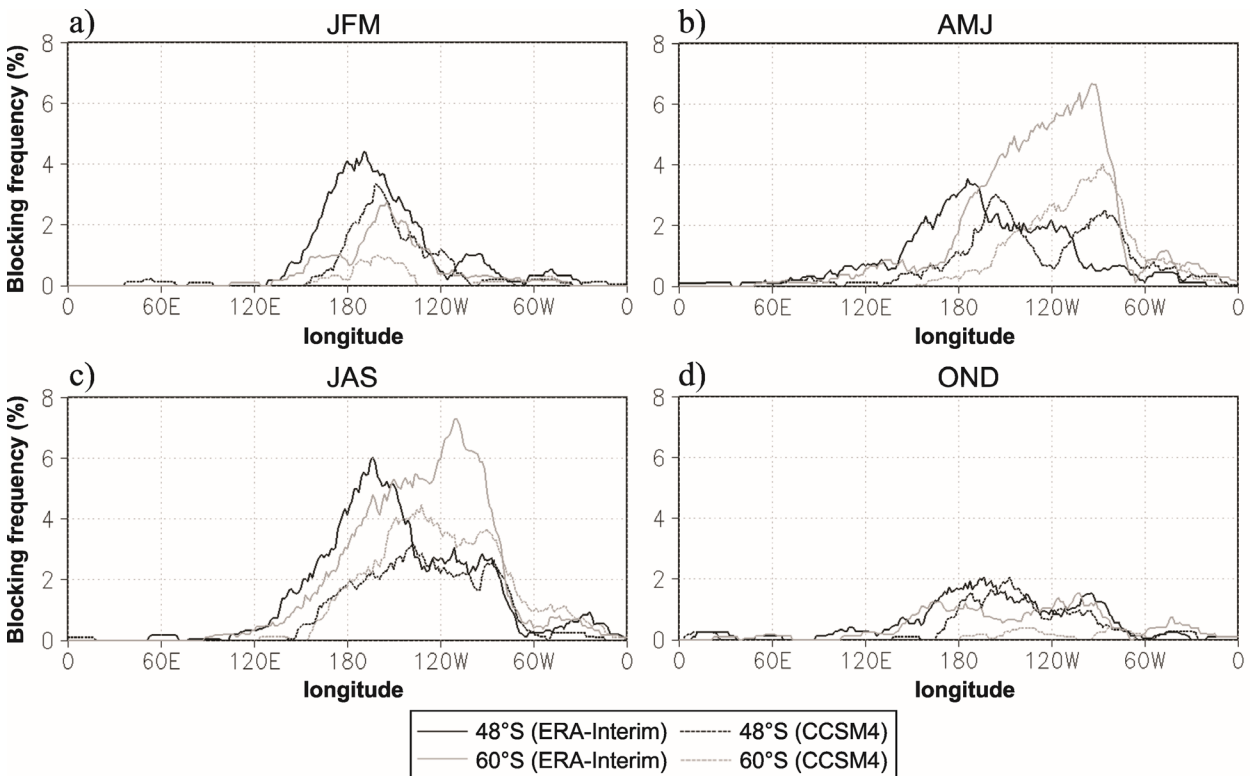 a) JFM
Blocking frequency (%)
8
6
4
2
0
0 60E 120E 180 120W 60W 0
longitude
b) AMJ
8
6
4
2
0
0 60E 120E 180 120W 60W 0
longitude
c) JAS
Blocking frequency (%)
8
6
4
2
0
0 60E 120E 180 120W 60W 0
longitude
d) OND
8
6
4
2
0
0 60E 120E 180 120W 60W 0
longitude
48°S (ERA-Interim) 48°S (CCSM4)
60°S (ERA-Interim) 60°S (CCSM4)